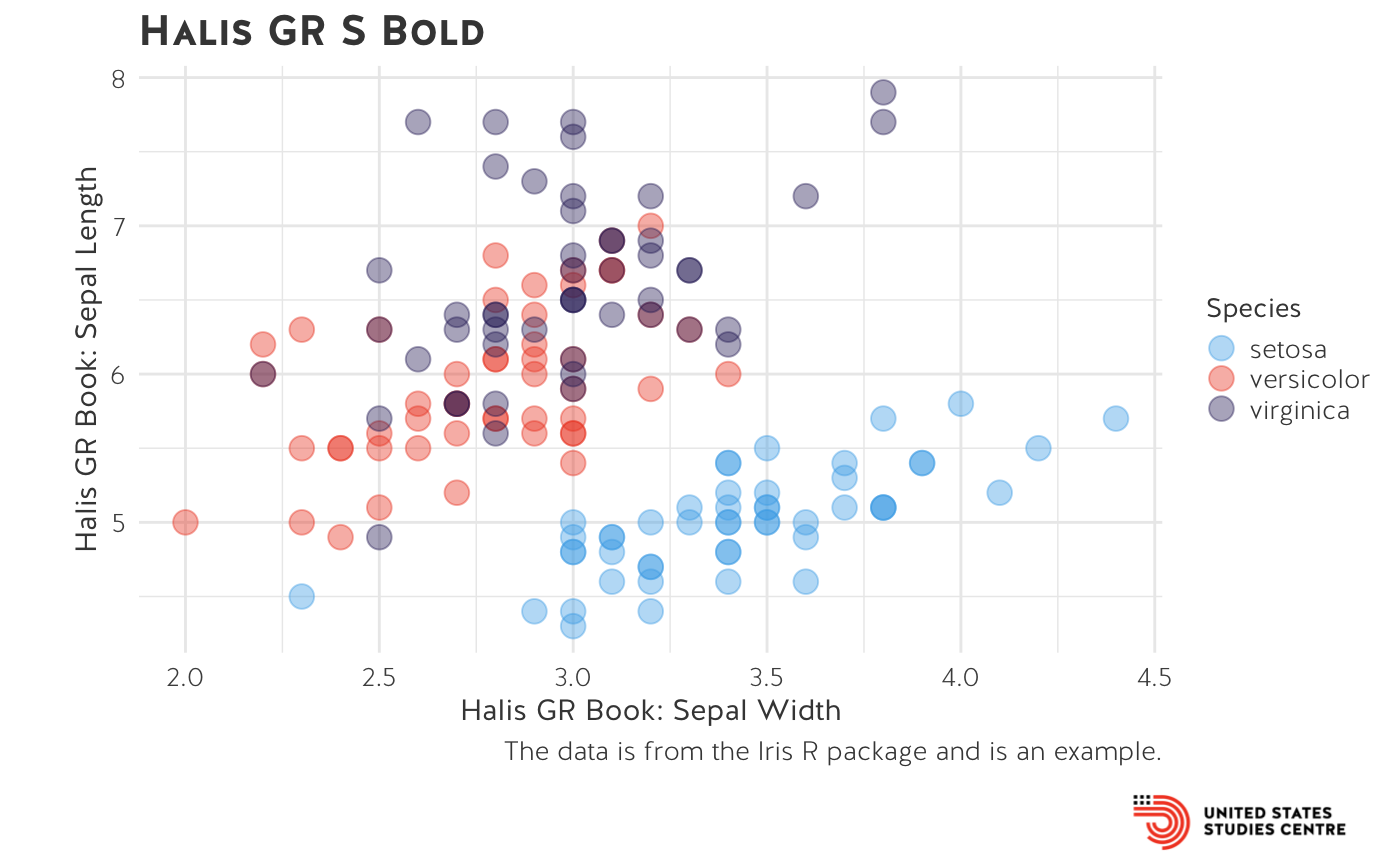 Halis GR S Bold
Halis GR Book: Sepal Length
8
7
6
5
2.0 2.5 3.0 3.5 4.0 4.5
Halis GR Book: Sepal Width
Species
setosa
versicolor
virginica
The data is from the Iris R package and is an example.
UNITED STATES
STUDIES CENTRE